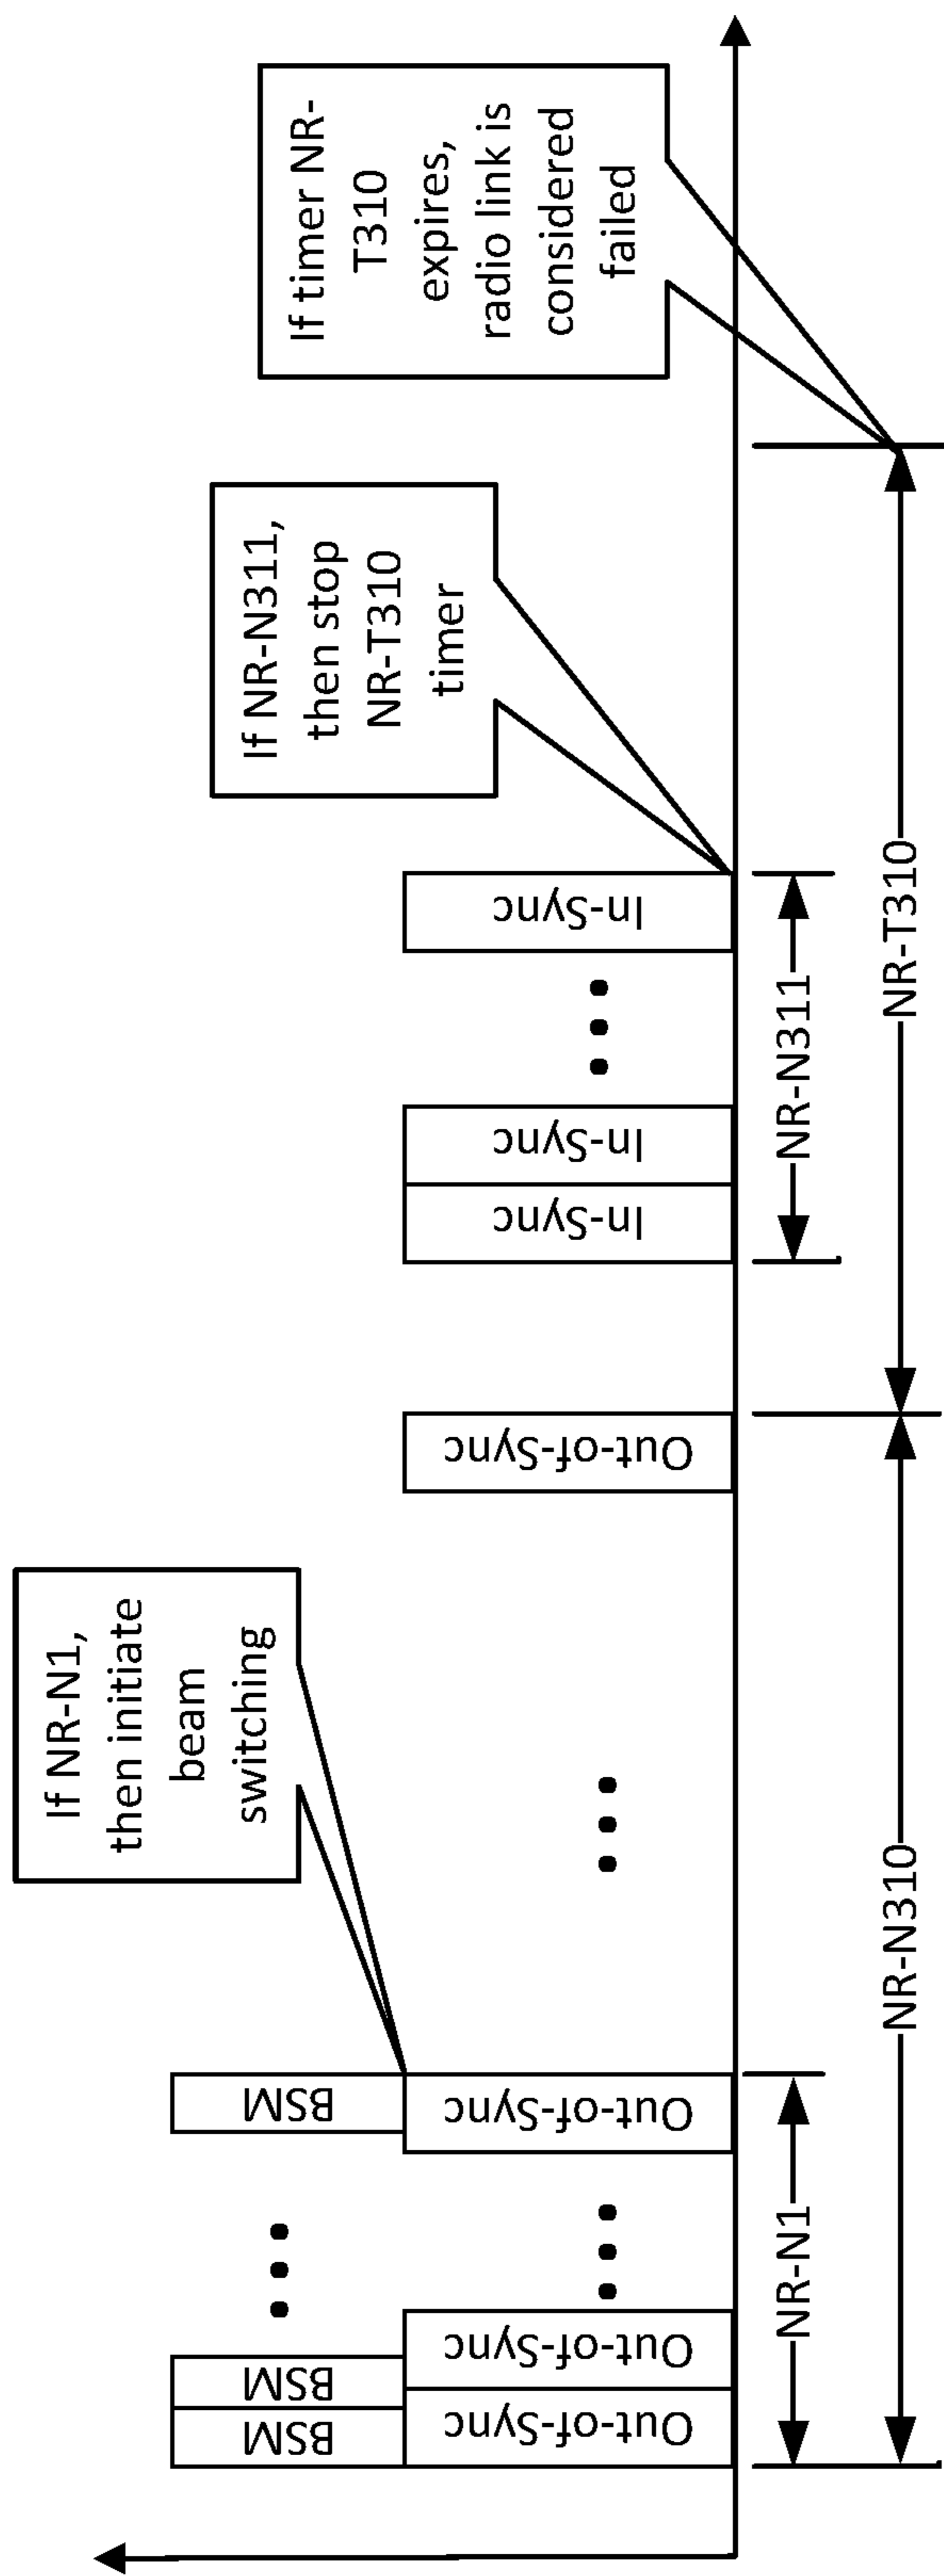 If NR-N1,
then initiate
beam
switching
If NR-N311,
then stop
NR-T310
timer
If timer NR-
T310
expires,
radio link is
considered
failed
BSM
BSM
BSM
Out-of-Sync
Out-of-Sync
Out-of-Sync
Out-of-Sync
In-Sync
In-Sync
In-Sync
NR-N1
NR-N311
NR-N310
NR-T310